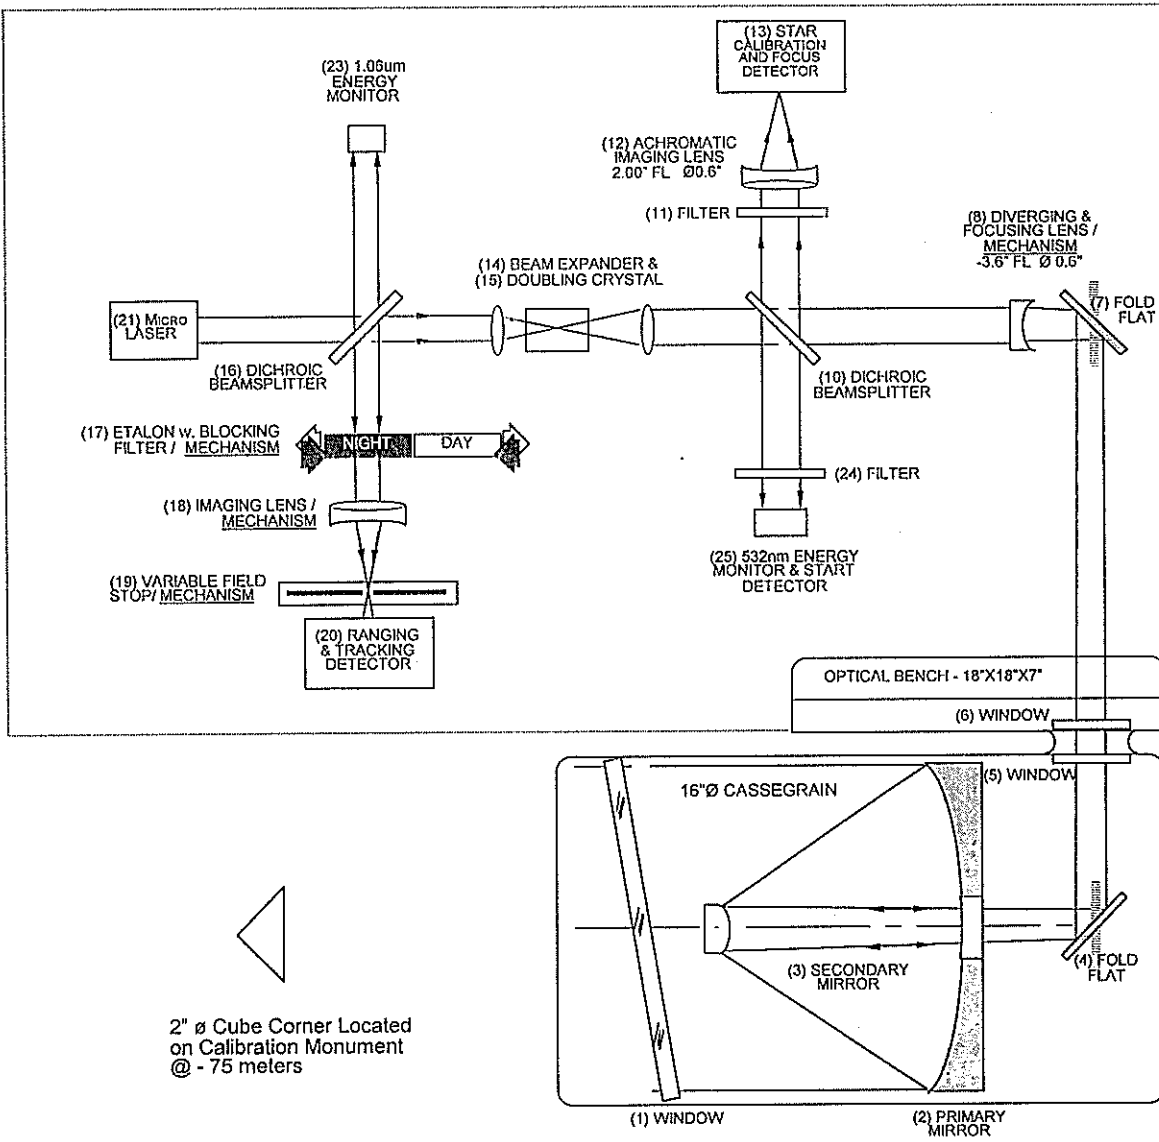 (13) STAR
CALIBRATION
AND FOCUS
DETECTOR
(23) 1.06um
ENERGY
MONITOR
(12) ACHROMATIC
IMAGING LENS
2.00" FL Ø0.6"
(11) FILTER
(8) DIVERGING &
FOCUSING LENS /
MECHANISM
-3.6" FL Ø 0.6"
(14) BEAM EXPANDER &
(15) DOUBLING CRYSTAL
(7) FOLD
FLAT
(21) MICRO
LASER
(16) DICHROIC
BEAMSPLITTER
(10) DICHROIC
BEAMSPLITTER
(17) ETALON w. BLOCKING
FILTER / MECHANISM
NIGHT
DAY
(24) FILTER
(18) IMAGING LENS /
MECHANISM
(25) 532nm ENERGY
MONITOR & START
DETECTOR
(19) VARIABLE FIELD
STOP/ MECHANISM
(20) RANGING
& TRACKING
DETECTOR
OPTICAL BENCH - 18"X18"X7"
(6) WINDOW
(5) WINDOW
16"Ø CASSEGRAIN
(3) SECONDARY
MIRROR
(4) FOLD
FLAT
2" ø Cube Corner Located
on Calibration Monument
@ - 75 meters
(1) WINDOW
(2) PRIMARY
MIRROR